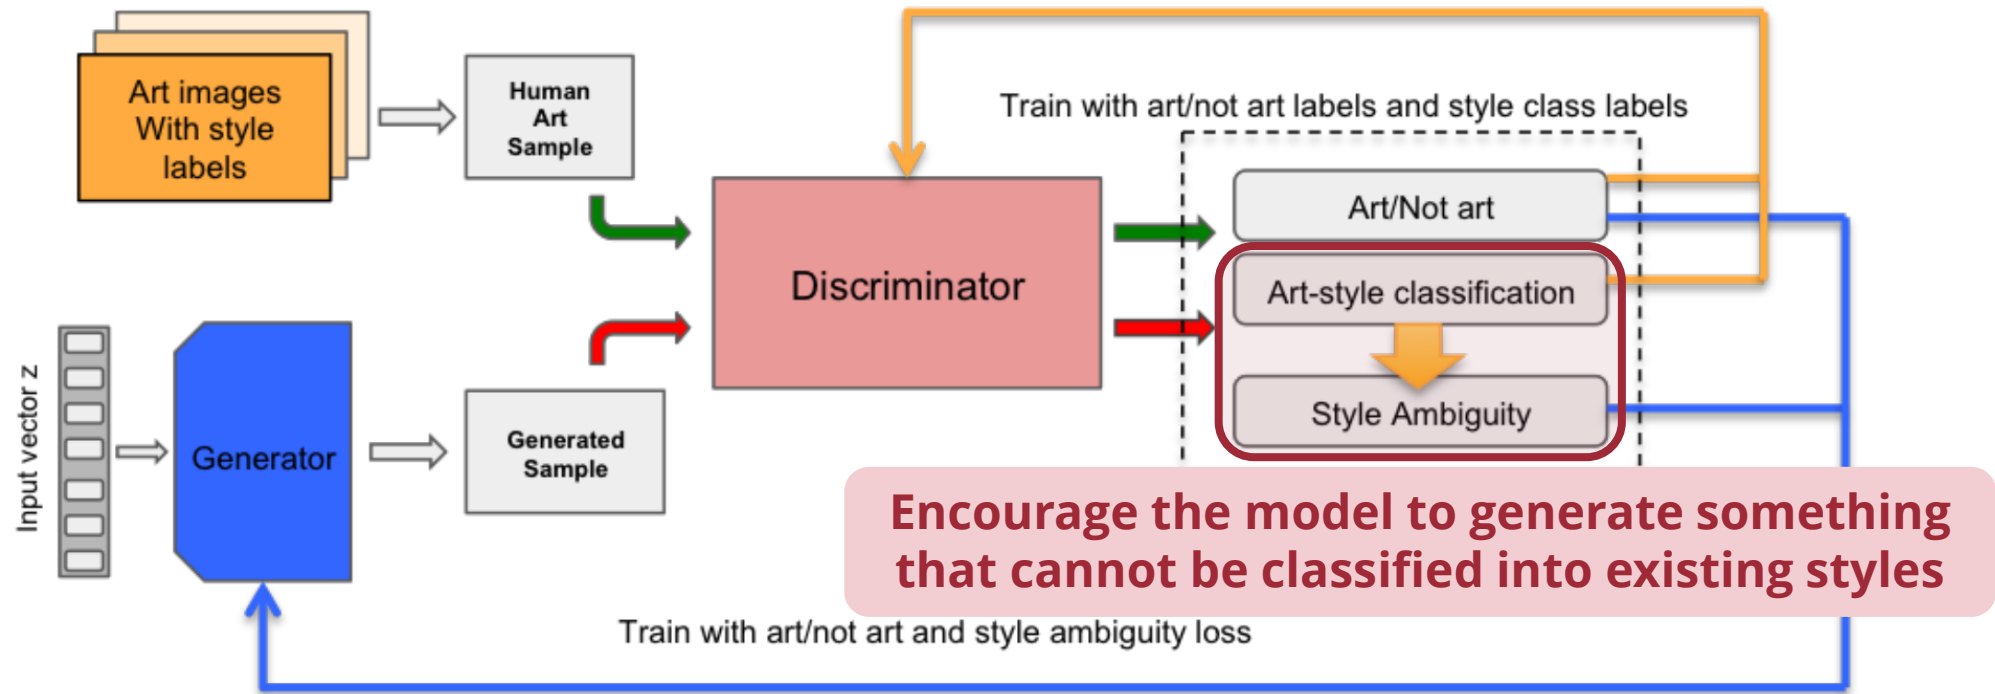 Art images
With style
labels
Human
Art
Sample
Train with art/not art labels and style class labels
Discriminator
Art/Not art
Art-style classification
Style Ambiguity
Input vector z
Generator
Generated
Sample
Encourage the model to generate something
that cannot be classified into existing styles
Train with art/not art and style ambiguity loss